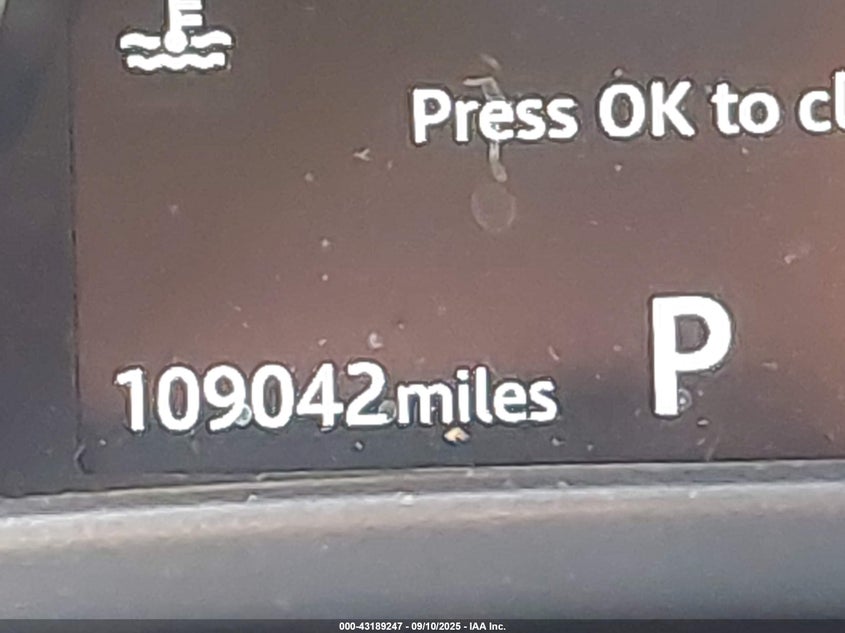 Press OK to cl
109042miles
P
000-43189247 - 09/10/2025 - IAA Inc.